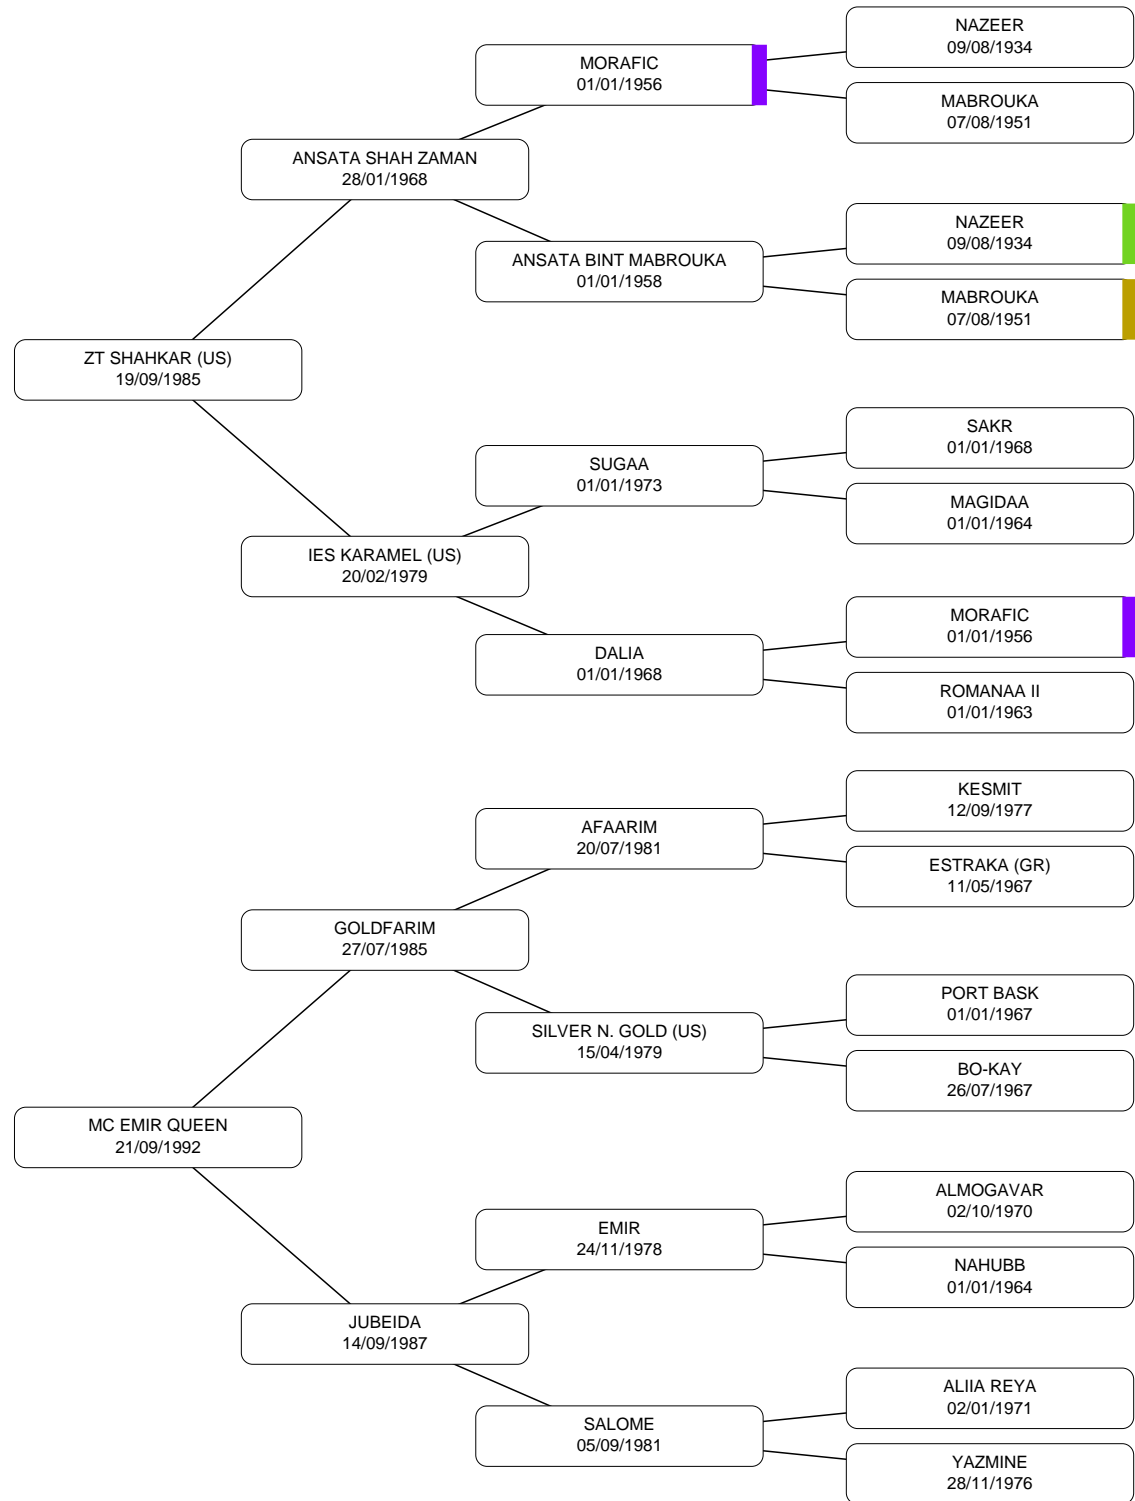 NAZEER
09/08/1934
MORAFIC
01/01/1956
MABROUKA
07/08/1951
ANSATA SHAH ZAMAN
28/01/1968
NAZEER
09/08/1934
ANSATA BINT MABROUKA
01/01/1958
MABROUKA
07/08/1951
ZT SHAHKAR (US)
19/09/1985
SAKR
01/01/1968
SUGAA
01/01/1973
MAGIDAA
01/01/1964
IES KARAMEL (US)
20/02/1979
MORAFIC
01/01/1956
DALIA
01/01/1968
ROMANAA II
01/01/1963
KESMIT
12/09/1977
AFAARIM
20/07/1981
ESTRAKA (GR)
11/05/1967
GOLDFARIM
27/07/1985
PORT BASK
01/01/1967
SILVER N. GOLD (US)
15/04/1979
BO-KAY
26/07/1967
MC EMIR QUEEN
21/09/1992
ALMOGAVAR
02/10/1970
EMIR
24/11/1978
NAHUBB
01/01/1964
JUBEIDA
14/09/1987
ALIIA REYA
02/01/1971
SALOME
05/09/1981
YAZMINE
28/11/1976